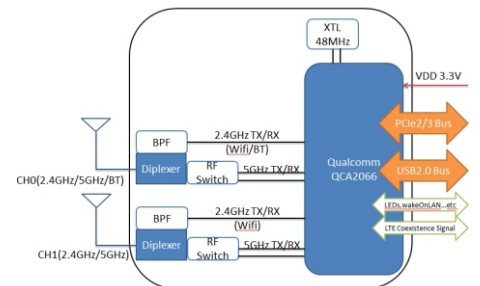 XTL
48MHz
VDD 3.3V
PCIe2/3 Bus
BPF
2.4GHz TX/RX
(Wifi/BT)
Diplexer
RF
Switch
5GHz TX/RX
Qualcomm
QCA2066
USB2.0 Bus
CH0(2.4GHz/5GHz/BT)
LEDs,wakeOnLAN...etc
BPF
2.4GHz TX/RX
(Wifi)
LTE Coexistence Signal
Diplexer
RF
Switch
5GHz TX/RX
CH1(2.4GHz/5GHz)